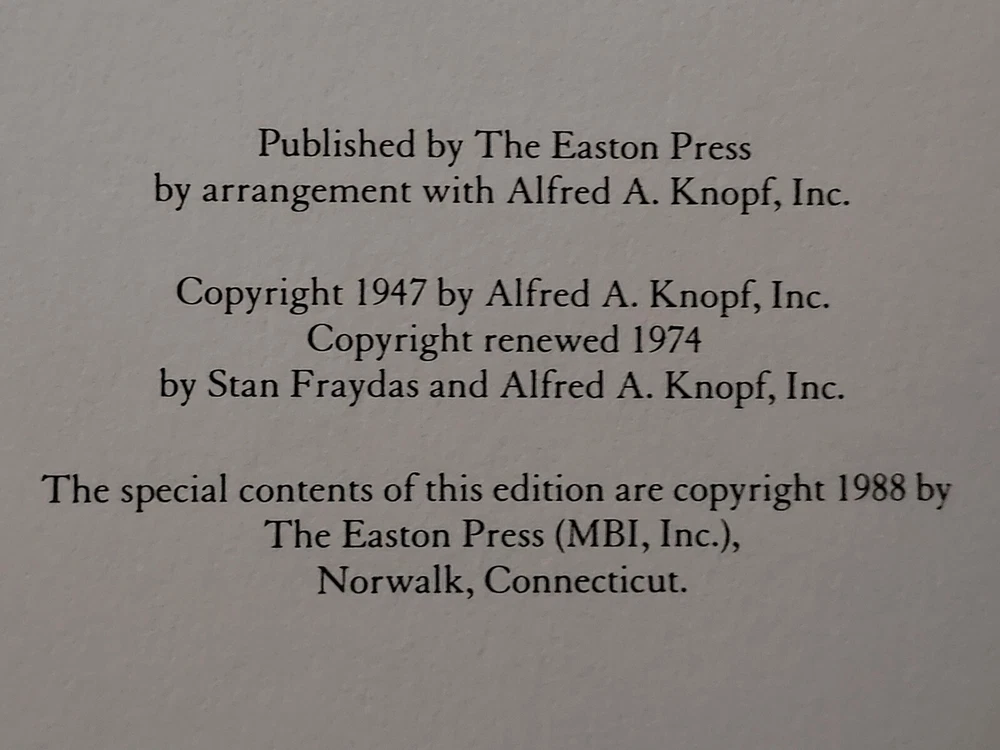 Published by The Easton Press
by arrangement with Alfred A. Knopf, Inc.
Copyright 1947 by Alfred A. Knopf, Inc.
Copyright renewed 1974
by Stan Fraydas and Alfred A. Knopf, Inc.
The special contents of this edition are copyright 1988 by
The Easton Press (MBI, Inc.),
Norwalk, Connecticut.